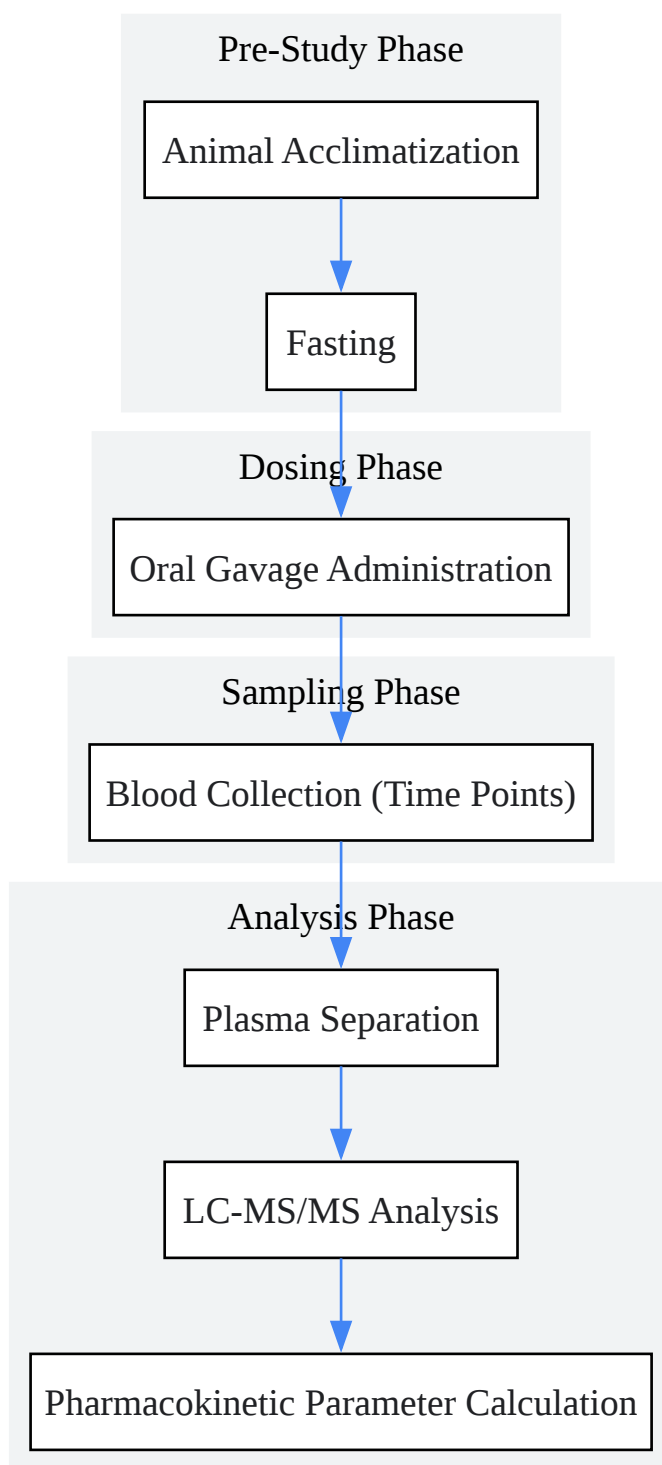 Pre-Study Phase
Animal Acclimatization
Fasting
Dosing Phase
Oral Gavage Administration
Sampling Phase
Blood Collection (Time Points)
Analysis Phase
Plasma Separation
LC-MS/MS Analysis
Pharmacokinetic Parameter Calculation